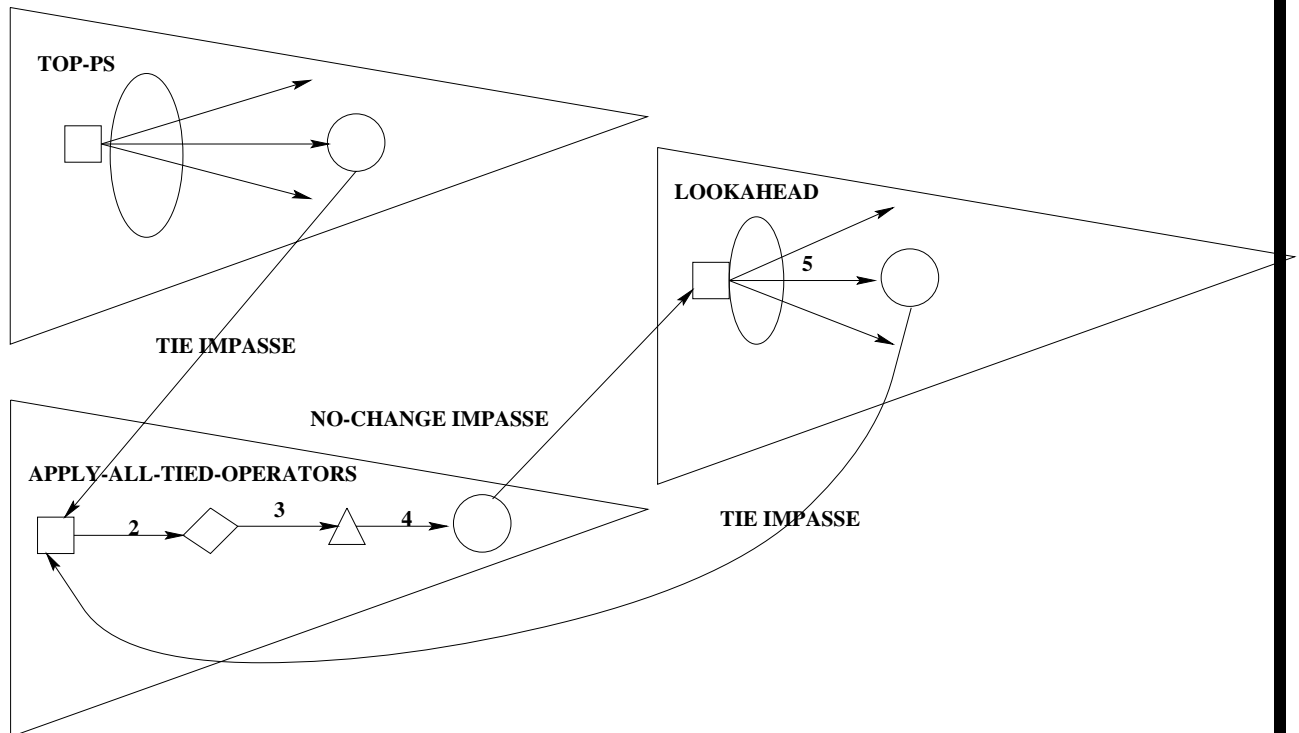 TOP-PS
LOOKAHEAD
5
TIE IMPASSE
NO-CHANGE IMPASSE
APPLY-ALL-TIED-OPERATORS
2
3
4
TIE IMPASSE